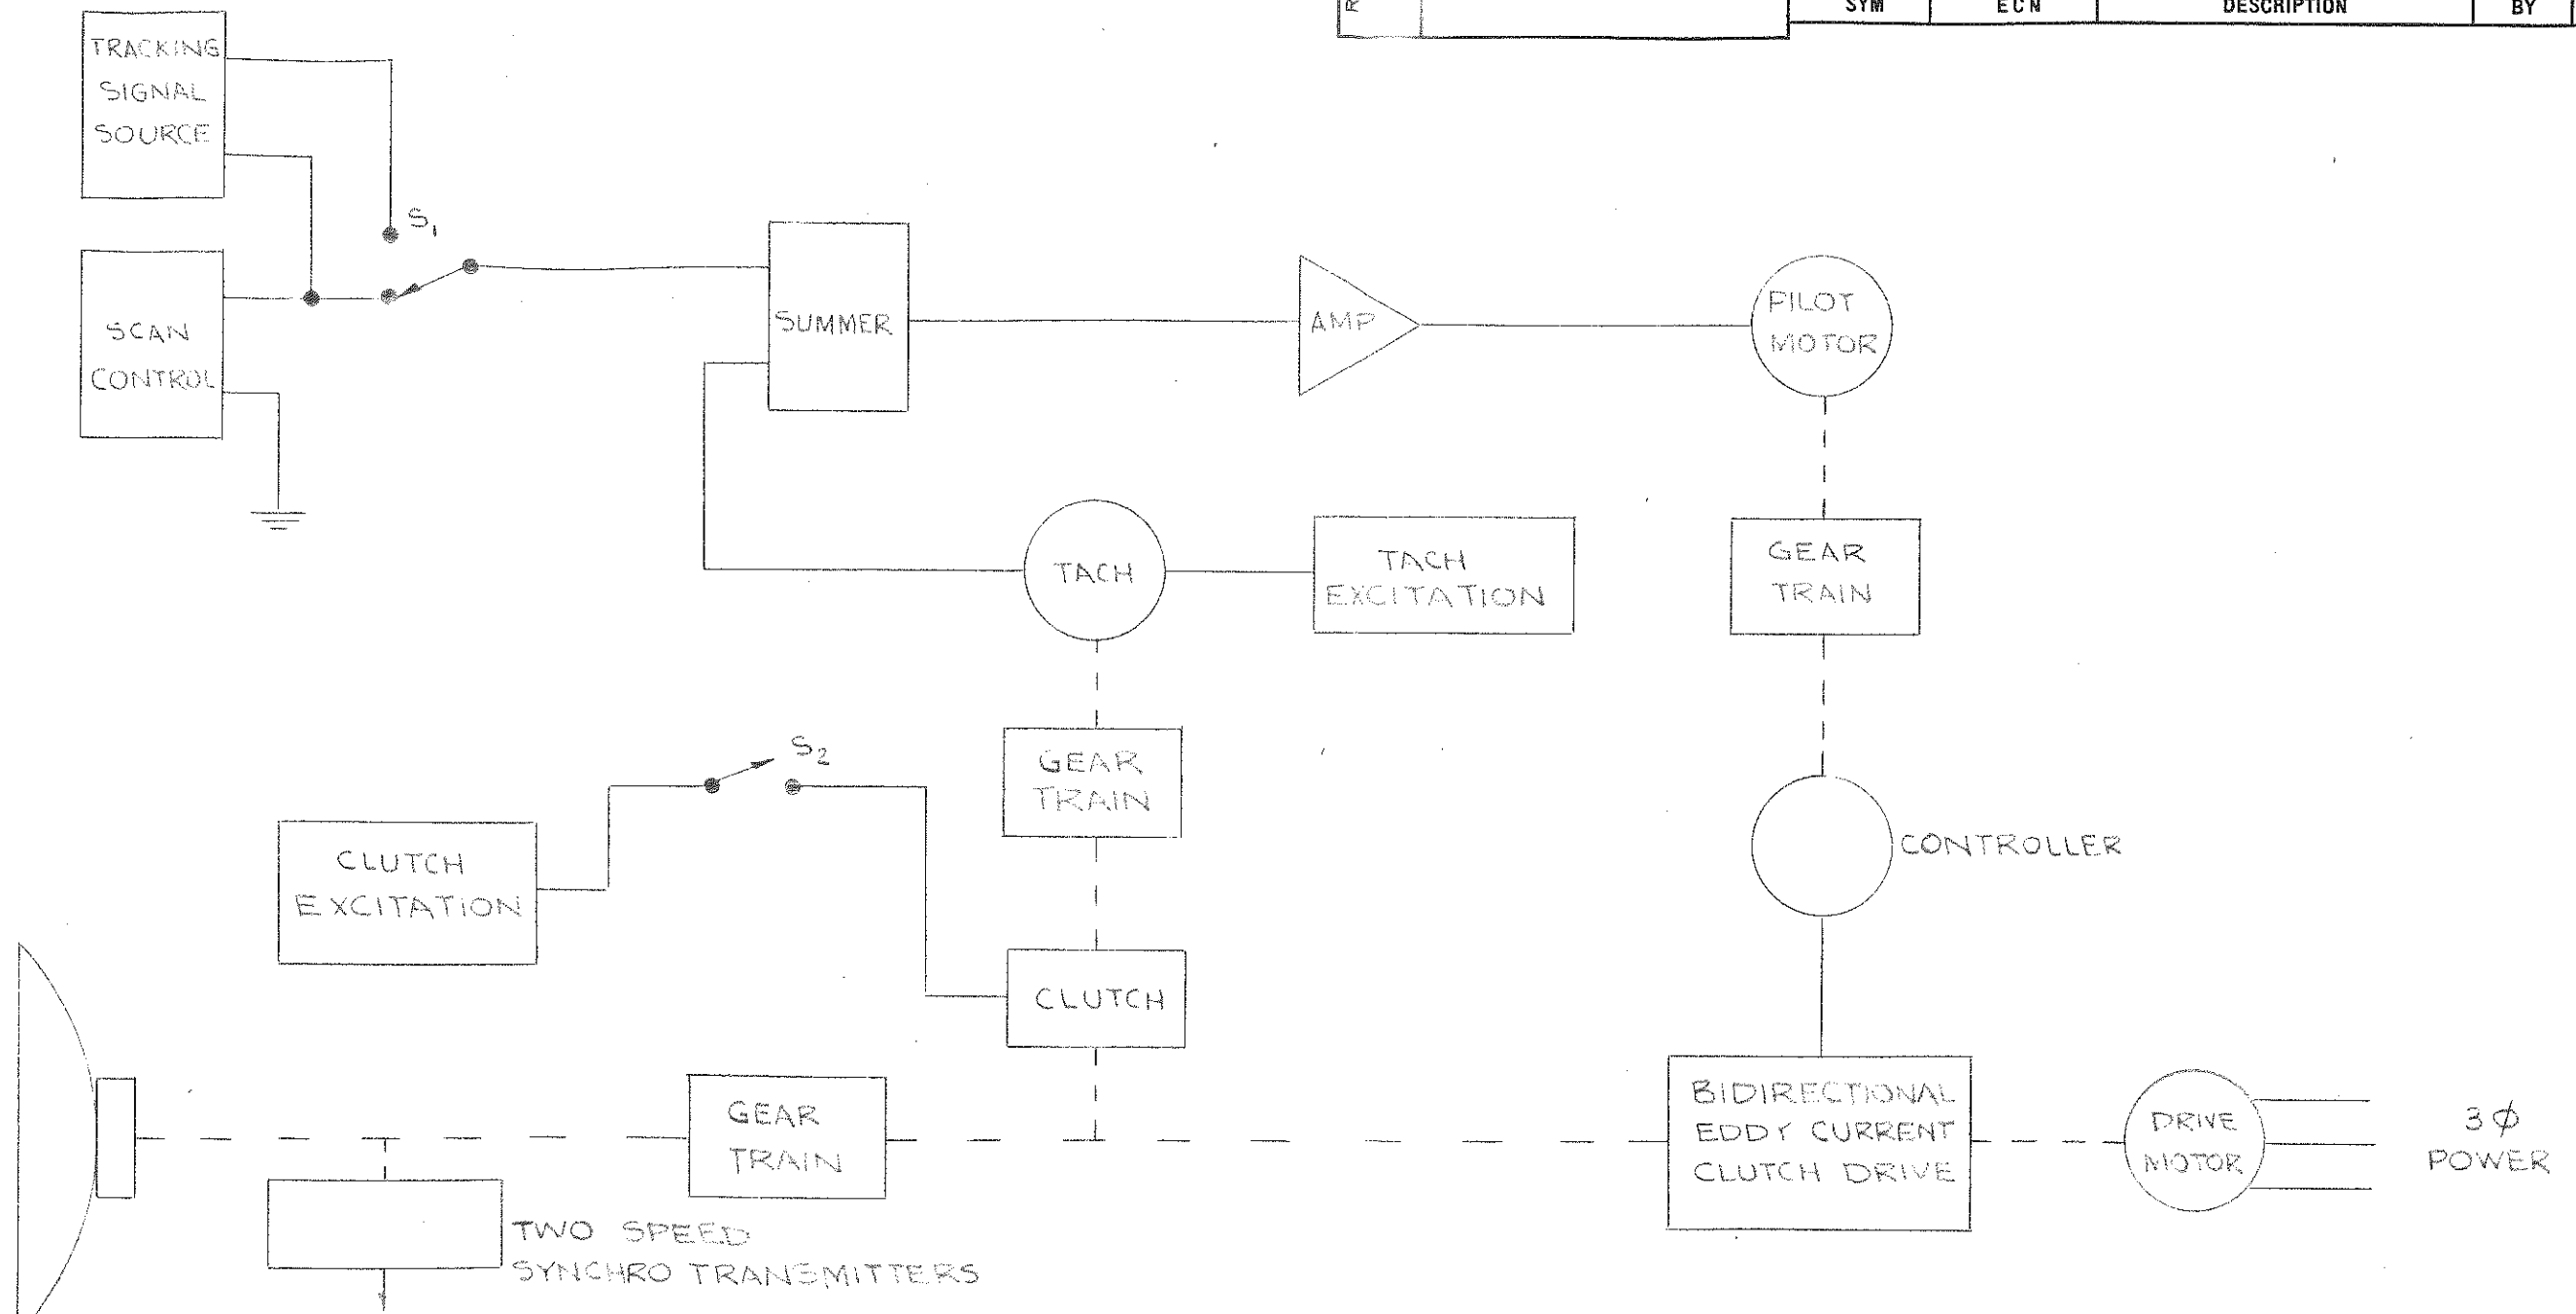 R
SYM ECN DESCRIPTION BY
TRACKING
SIGNAL
SOURCE
S1
SCAN
CONTROL
SUMMER
AMP
PILOT
MOTOR
TACH
TACH
EXCITATION
GEAR
TRAIN
S2
GEAR
TRAIN
CLUTCH
EXCITATION
CONTROLLER
CLUTCH
GEAR
TRAIN
BIDIRECTIONAL
EDDY CURRENT
CLUTCH DRIVE
DRIVE
MOTOR
3 Φ
POWER
TWO SPEED
SYNCHRO TRANSMITTERS